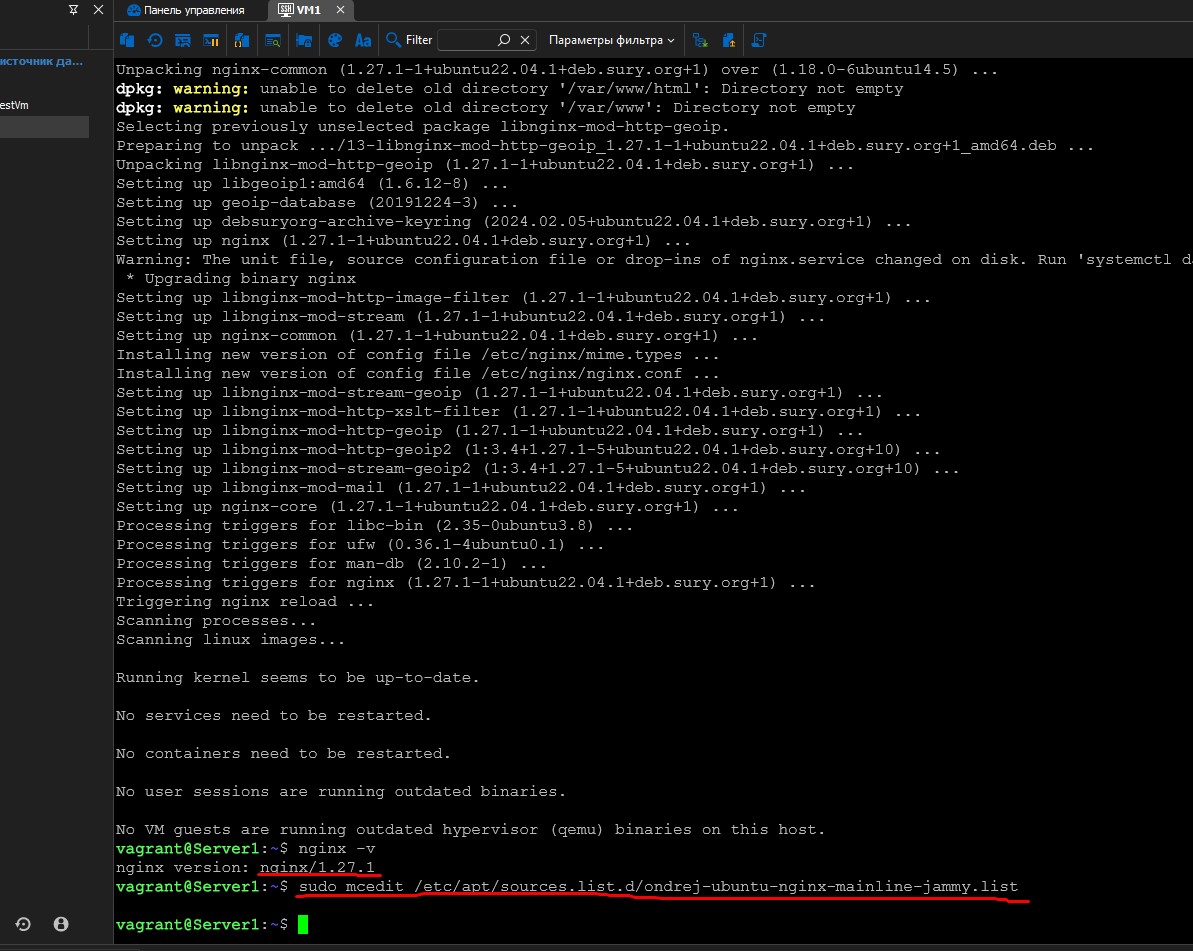 Панель управления
SSH VM1
источник да...
estVm
Filter
Параметры фильтра
Aa
Unpacking nginx-common (1.27.1-1+ubuntu22.04.1+deb.sury.org+1) over (1.18.0-6ubuntu14.5) ...
dpkg: warning: unable to delete old directory '/var/www/html': Directory not empty
dpkg: warning: unable to delete old directory '/var/www': Directory not empty
Selecting previously unselected package libnginx-mod-http-geoip.
Preparing to unpack .../13-libnginx-mod-http-geoip_1.27.1-1+ubuntu22.04.1+deb.sury.org+1_amd64.deb ...
Unpacking libnginx-mod-http-geoip (1.27.1-1+ubuntu22.04.1+deb.sury.org+1) ...
Setting up libgeoip1:amd64 (1.6.12-8) ...
Setting up geoip-database (20191224-3) ...
Setting up debsuryorg-archive-keyring (2024.02.05+ubuntu22.04.1+deb.sury.org+1) ...
Setting up nginx (1.27.1-1+ubuntu22.04.1+deb.sury.org+1) ...
Warning: The unit file, source configuration file or drop-ins of nginx.service changed on disk. Run 'systemctl da
 * Upgrading binary nginx
Setting up libnginx-mod-http-image-filter (1.27.1-1+ubuntu22.04.1+deb.sury.org+1) ...
Setting up libnginx-mod-stream (1.27.1-1+ubuntu22.04.1+deb.sury.org+1) ...
Setting up nginx-common (1.27.1-1+ubuntu22.04.1+deb.sury.org+1) ...
Installing new version of config file /etc/nginx/mime.types ...
Installing new version of config file /etc/nginx/nginx.conf ...
Setting up libnginx-mod-stream-geoip (1.27.1-1+ubuntu22.04.1+deb.sury.org+1) ...
Setting up libnginx-mod-http-xslt-filter (1.27.1-1+ubuntu22.04.1+deb.sury.org+1) ...
Setting up libnginx-mod-http-geoip (1.27.1-1+ubuntu22.04.1+deb.sury.org+1) ...
Setting up libnginx-mod-http-geoip2 (1:3.4+1.27.1-5+ubuntu22.04.1+deb.sury.org+10) ...
Setting up libnginx-mod-stream-geoip2 (1:3.4+1.27.1-5+ubuntu22.04.1+deb.sury.org+10) ...
Setting up libnginx-mod-mail (1.27.1-1+ubuntu22.04.1+deb.sury.org+1) ...
Setting up nginx-core (1.27.1-1+ubuntu22.04.1+deb.sury.org+1) ...
Processing triggers for libc-bin (2.35-0ubuntu3.8) ...
Processing triggers for ufw (0.36.1-4ubuntu0.1) ...
Processing triggers for man-db (2.10.2-1) ...
Processing triggers for nginx (1.27.1-1+ubuntu22.04.1+deb.sury.org+1) ...
Triggering nginx reload ...
Scanning processes...
Scanning linux images...
Running kernel seems to be up-to-date.
No services need to be restarted.
No containers need to be restarted.
No user sessions are running outdated binaries.
No VM guests are running outdated hypervisor (qemu) binaries on this host.
vagrant@Server1:~$ nginx -v
nginx version: nginx/1.27.1
vagrant@Server1:~$ sudo mcedit /etc/apt/sources.list.d/ondrej-ubuntu-nginx-mainline-jammy.list
vagrant@Server1:~$